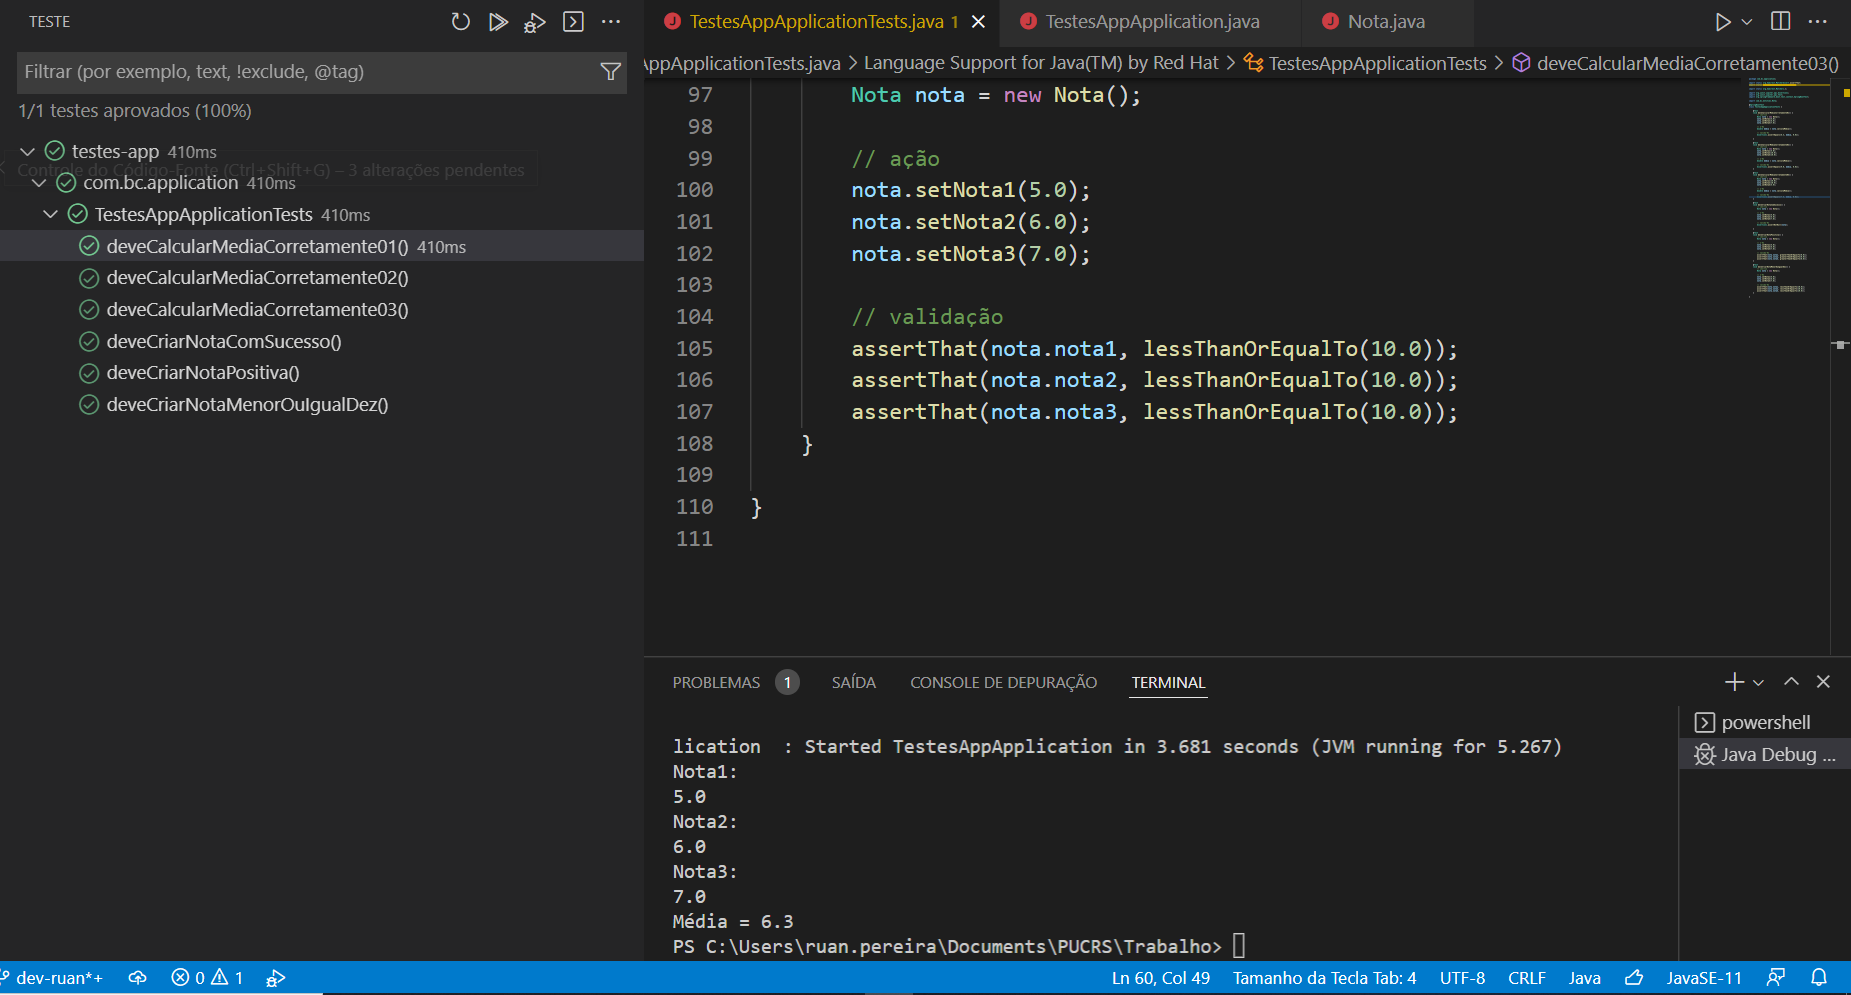 TESTE
Filtrar (por exemplo, text, !exclude, @tag)
1/1 testes aprovados (100%)
testes-app 410ms
Controle do Código-Fonte (Ctrl+Shift+G) – 3 alterações pendentes
com.bc.application 410ms
TestesAppApplicationTests 410ms
deveCalcularMediaCorretamente01() 410ms
deveCalcularMediaCorretamente02()
deveCalcularMediaCorretamente03()
deveCriarNotaComSucesso()
deveCriarNotaPositiva()
deveCriarNotaMenorOuIgualDez()
J TestesAppApplicationTests.java 1
J TestesAppApplication.java
J Nota.java
AppApplicationTests.java > Language Support for Java(TM) by Red Hat > TestesAppApplicationTests > deveCalcularMediaCorretamente03()
97 Nota nota = new Nota();
98
99 // ação
100 nota.setNota1(5.0);
101 nota.setNota2(6.0);
102 nota.setNota3(7.0);
103
104 // validação
105 assertThat(nota.nota1, lessThanOrEqualTo(10.0));
106 assertThat(nota.nota2, lessThanOrEqualTo(10.0));
107 assertThat(nota.nota3, lessThanOrEqualTo(10.0));
108 }
109
110 }
111
PROBLEMAS 1 SAÍDA CONSOLE DE DEPURAÇÃO TERMINAL
lication : Started TestesAppApplication in 3.681 seconds (JVM running for 5.267)
Nota1:
5.0
Nota2:
6.0
Nota3:
7.0
Média = 6.3
PS C:\Users\ruan.pereira\Documents\PUCRS\Trabalho>
powershell
Java Debug ...
dev-ruan*+ 0 1
Ln 60, Col 49 Tamanho da Tecla Tab: 4 UTF-8 CRLF Java JavaSE-11